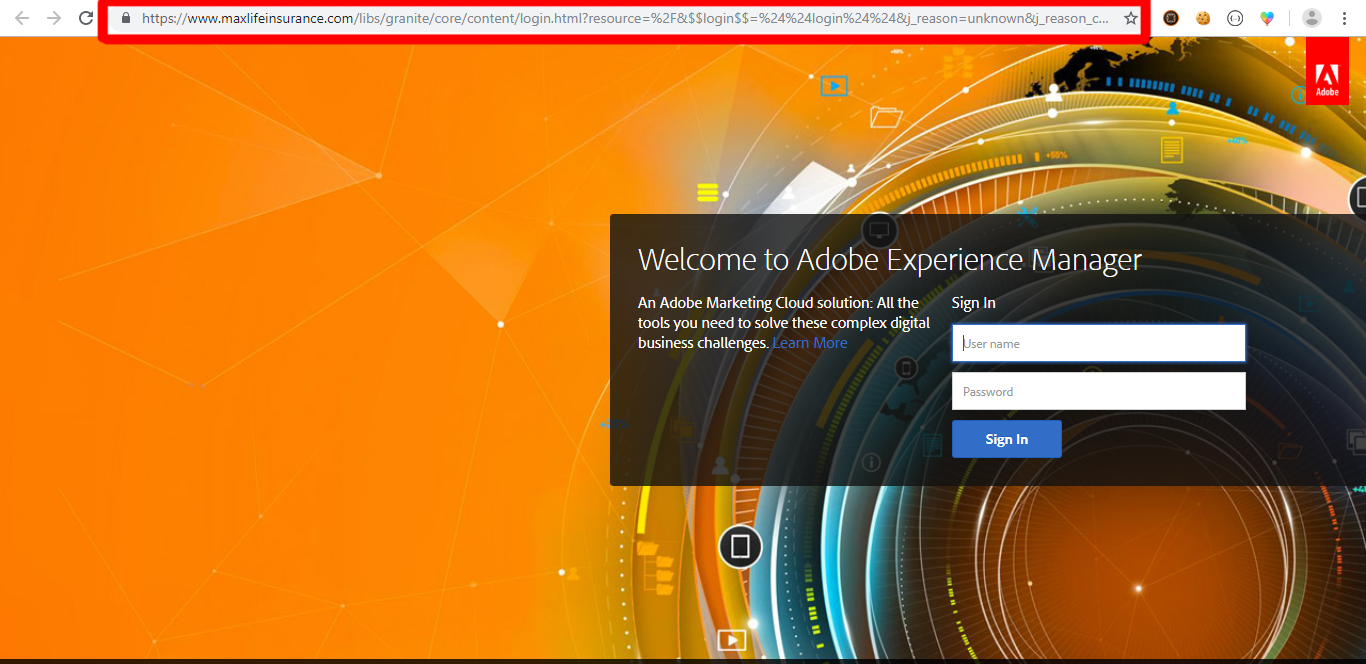 https://www.maxlifeinsurance.com/libs/granite/core/content/login.html?resource=%2F&$$login$$=%24%24login%24%24&j_reason=unknown&j_reason_c...
Adobe
+55%
Welcome to Adobe Experience Manager
An Adobe Marketing Cloud solution: All the
tools you need to solve these complex digital
business challenges. Learn More
Sign In
User name
Password
Sign In